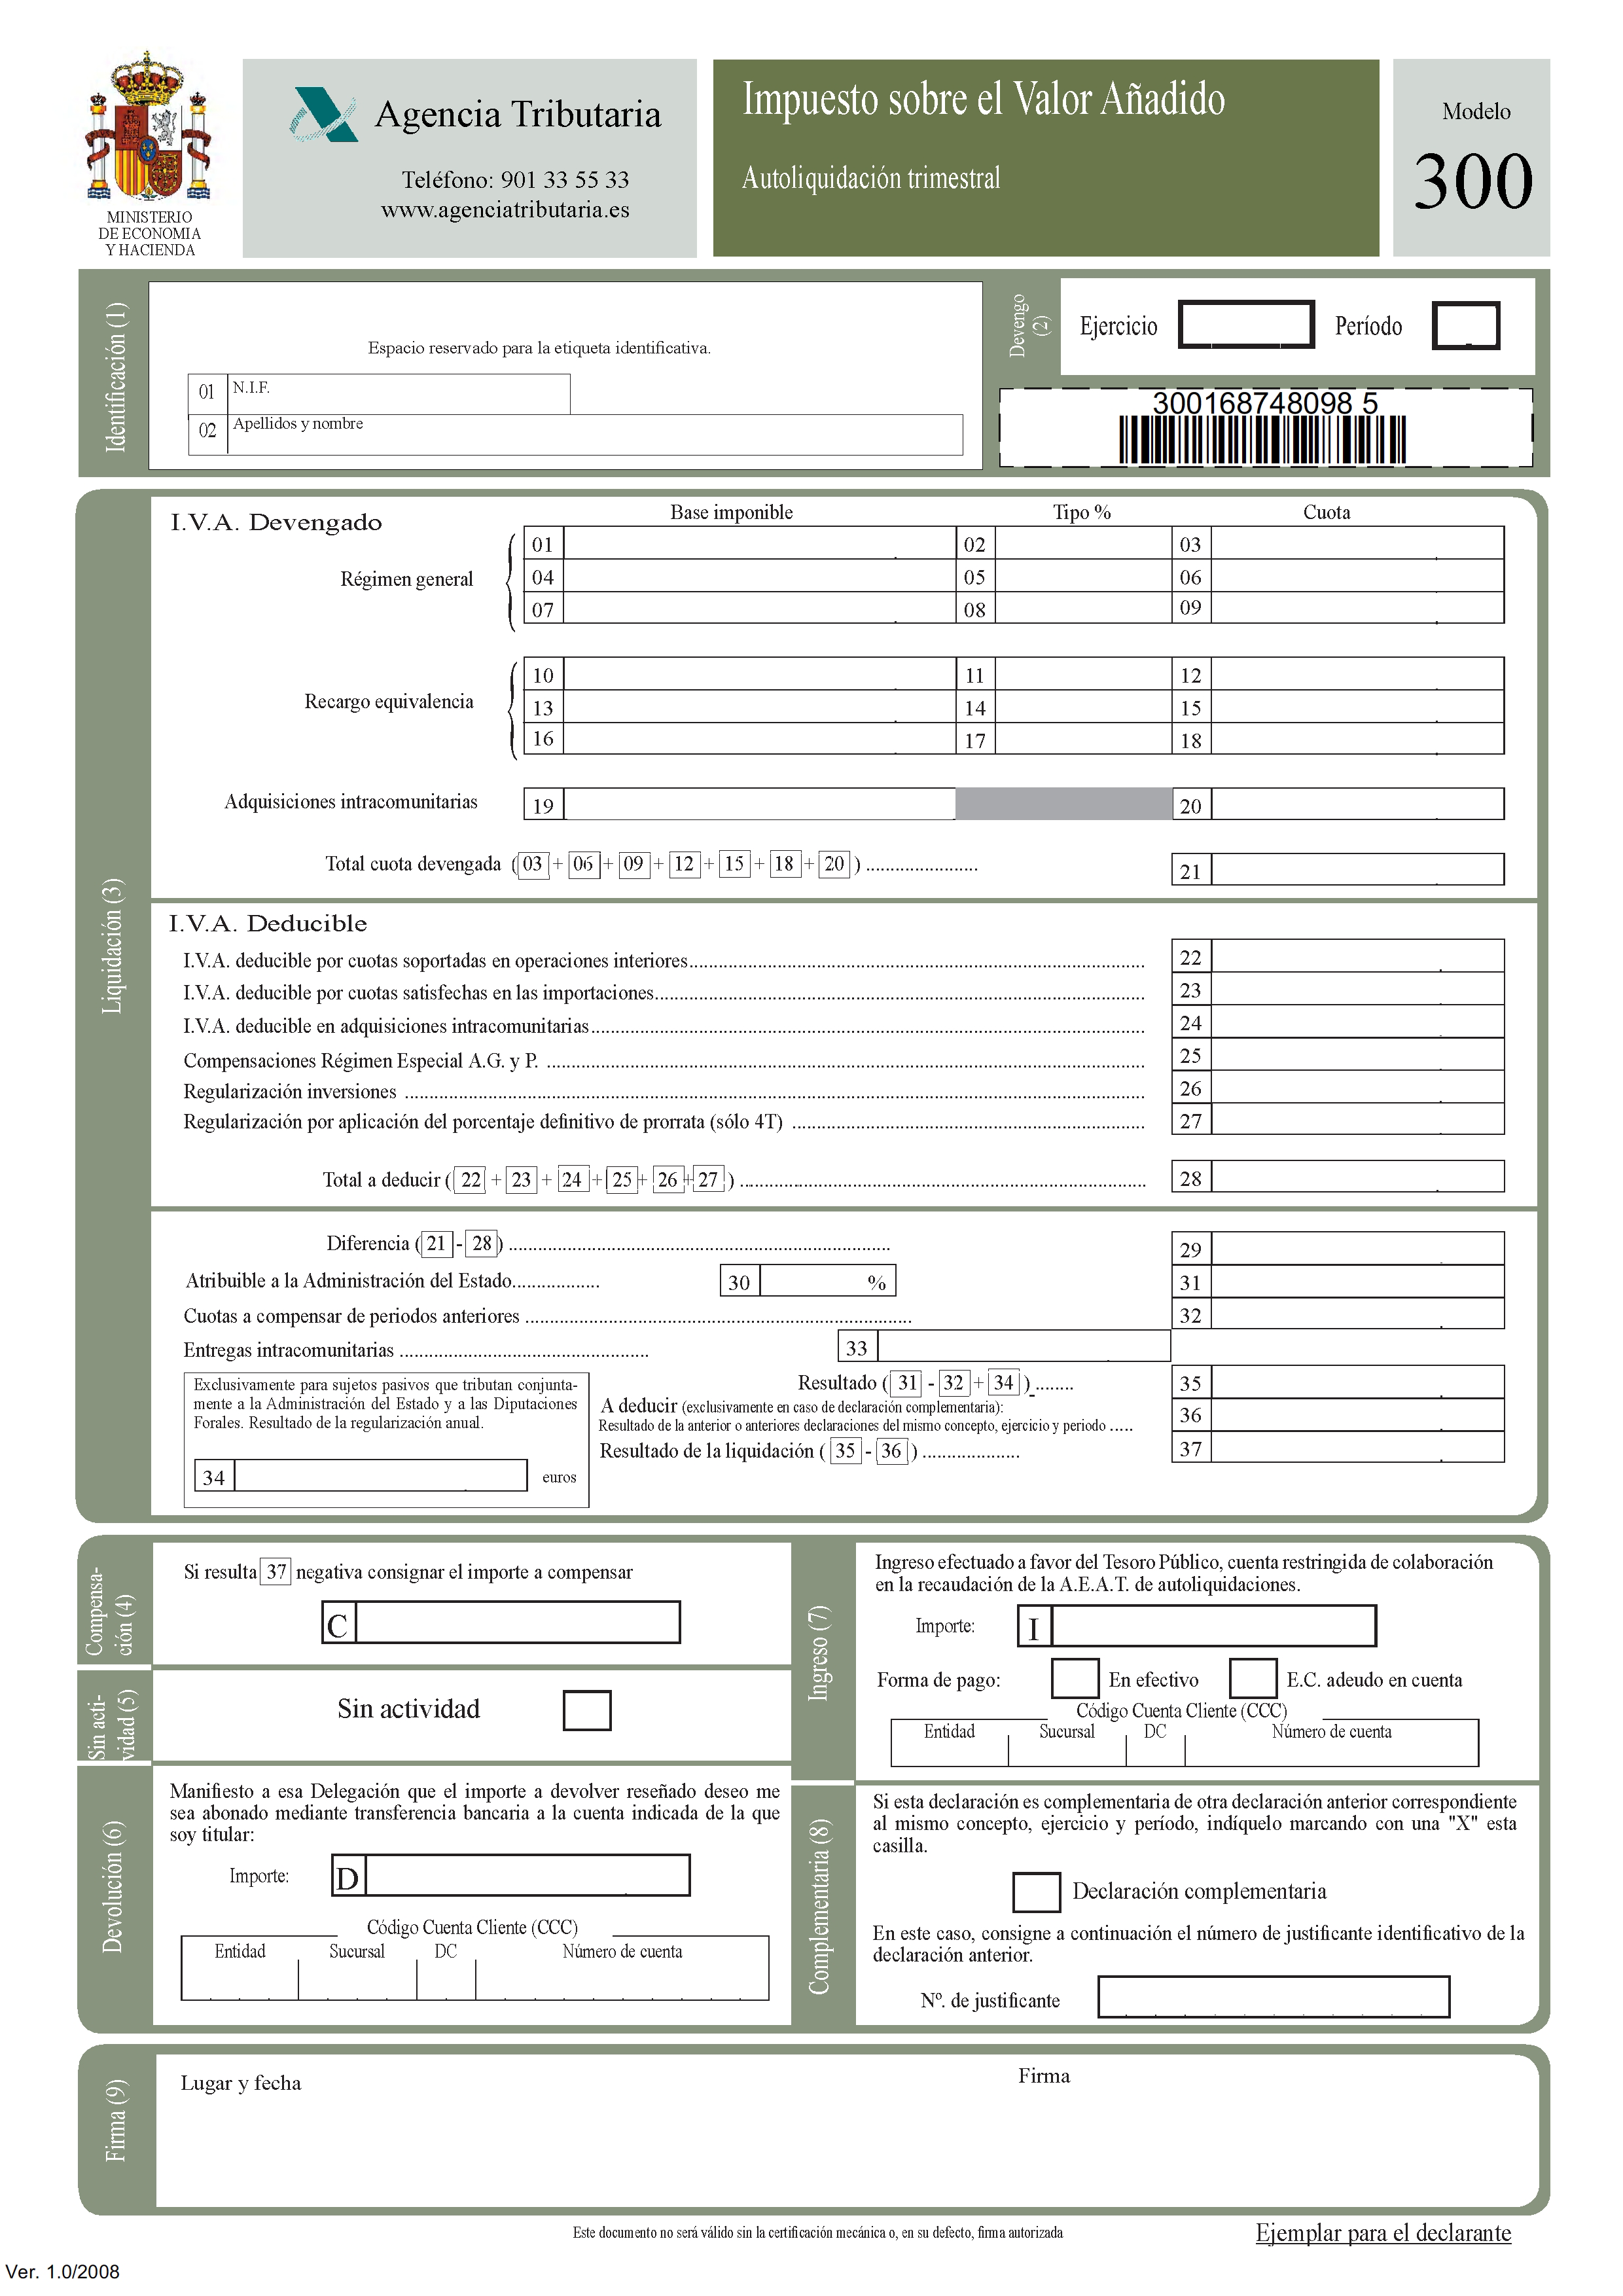 MINISTERIO
DE ECONOMIA
Y HACIENDA
Agencia Tributaria
Teléfono: 901 33 55 33
www.agenciatributaria.es
Impuesto sobre el Valor Añadido
Autoliquidación trimestral
Modelo
300
Identificación (1)
Espacio reservado para la etiqueta identificativa.
01 N.I.F.
02 Apellidos y nombre
Devengo
(2)
Ejercicio Período
300168748098 5
Liquidación (3)
I.V.A. Devengado
Base imponible Tipo % Cuota
Régimen general
01 02 03
04 05 06
07 08 09
Recargo equivalencia
10 11 12
13 14 15
16 17 18
Adquisiciones intracomunitarias 19 20
Total cuota devengada (03 + 06 + 09 + 12 + 15 + 18 + 20) ...................... 21
I.V.A. Deducible
I.V.A. deducible por cuotas soportadas en operaciones interiores.......... 22
I.V.A. deducible por cuotas satisfechas en las importaciones.......... 23
I.V.A. deducible en adquisiciones intracomunitarias.......... 24
Compensaciones Régimen Especial A.G. y P. .......... 25
Regularización inversiones .......... 26
Regularización por aplicación del porcentaje definitivo de prorrata (sólo 4T) .......... 27
Total a deducir (22 + 23 + 24 + 25 + 26 + 27) .......... 28
Diferencia (21 - 28) .......... 29
Atribuible a la Administración del Estado.................. 30 % 31
Cuotas a compensar de periodos anteriores .......... 32
Entregas intracomunitarias .......... 33
Exclusivamente para sujetos pasivos que tributan conjunta-
mente a la Administración del Estado y a las Diputaciones
Forales. Resultado de la regularización anual.
34 euros
Resultado (31 - 32 + 34) ........ 35
A deducir (exclusivamente en caso de declaración complementaria):
Resultado de la anterior o anteriores declaraciones del mismo concepto, ejercicio y periodo ..... 36
Resultado de la liquidación (35 - 36) .................... 37
Compensa-
ción (4)
Si resulta 37 negativa consignar el importe a compensar
C
Sin acti-
vidad (5)
Sin actividad
Devolución (6)
Manifiesto a esa Delegación que el importe a devolver reseñado deseo me
sea abonado mediante transferencia bancaria a la cuenta indicada de la que
soy titular:
Importe: D
Código Cuenta Cliente (CCC)
Entidad Sucursal DC Número de cuenta
Ingreso (7)
Ingreso efectuado a favor del Tesoro Público, cuenta restringida de colaboración
en la recaudación de la A.E.A.T. de autoliquidaciones.
Importe: I
Forma de pago: En efectivo E.C. adeudo en cuenta
Código Cuenta Cliente (CCC)
Entidad Sucursal DC Número de cuenta
Complementaria (8)
Si esta declaración es complementaria de otra declaración anterior correspondiente
al mismo concepto, ejercicio y período, indíquelo marcando con una "X" esta
casilla.
Declaración complementaria
En este caso, consigne a continuación el número de justificante identificativo de la
declaración anterior.
Nº. de justificante
Firma (9)
Lugar y fecha
Firma
Este documento no será válido sin la certificación mecánica o, en su defecto, firma autorizada
Ejemplar para el declarante
Ver. 1.0/2008